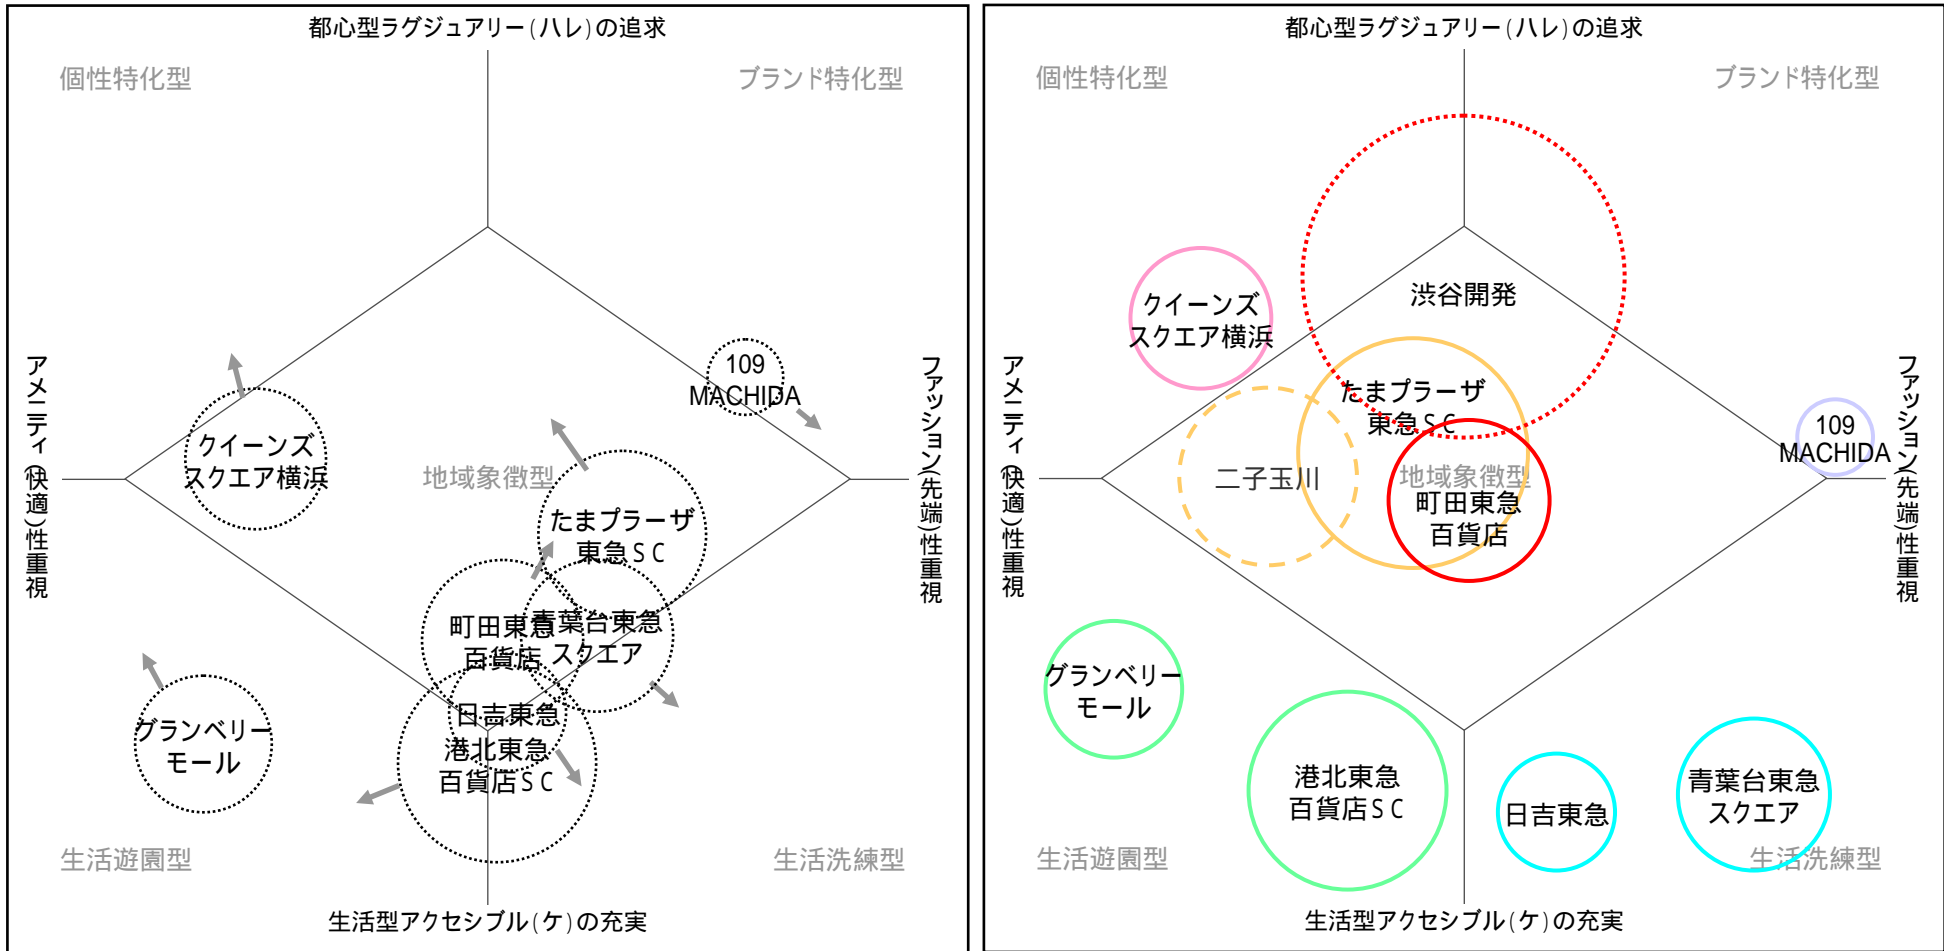 都心型ラグジュアリー(ハレ)の追求
個性特化型
ブランド特化型
109
MACHIDA
アメニティ(快適)性重視
ファッション(先端)性重視
クイーンズ
スクエア横浜
地域象徴型
たまプラーザ
東急SC
町田東急
百貨店
青葉台東急
スクエア
日吉東急
港北東急
百貨店SC
グランベリー
モール
生活遊園型
生活洗練型
生活型アクセシブル(ケ)の充実
都心型ラグジュアリー(ハレ)の追求
個性特化型
ブランド特化型
渋谷開発
クイーンズ
スクエア横浜
アメニティ(快適)性重視
ファッション(先端)性重視
たまプラーザ
東急SC
109
MACHIDA
二子玉川
地域象徴型
町田東急
百貨店
グランベリー
モール
港北東急
百貨店SC
日吉東急
青葉台東急
スクエア
生活遊園型
生活洗練型
生活型アクセシブル(ケ)の充実